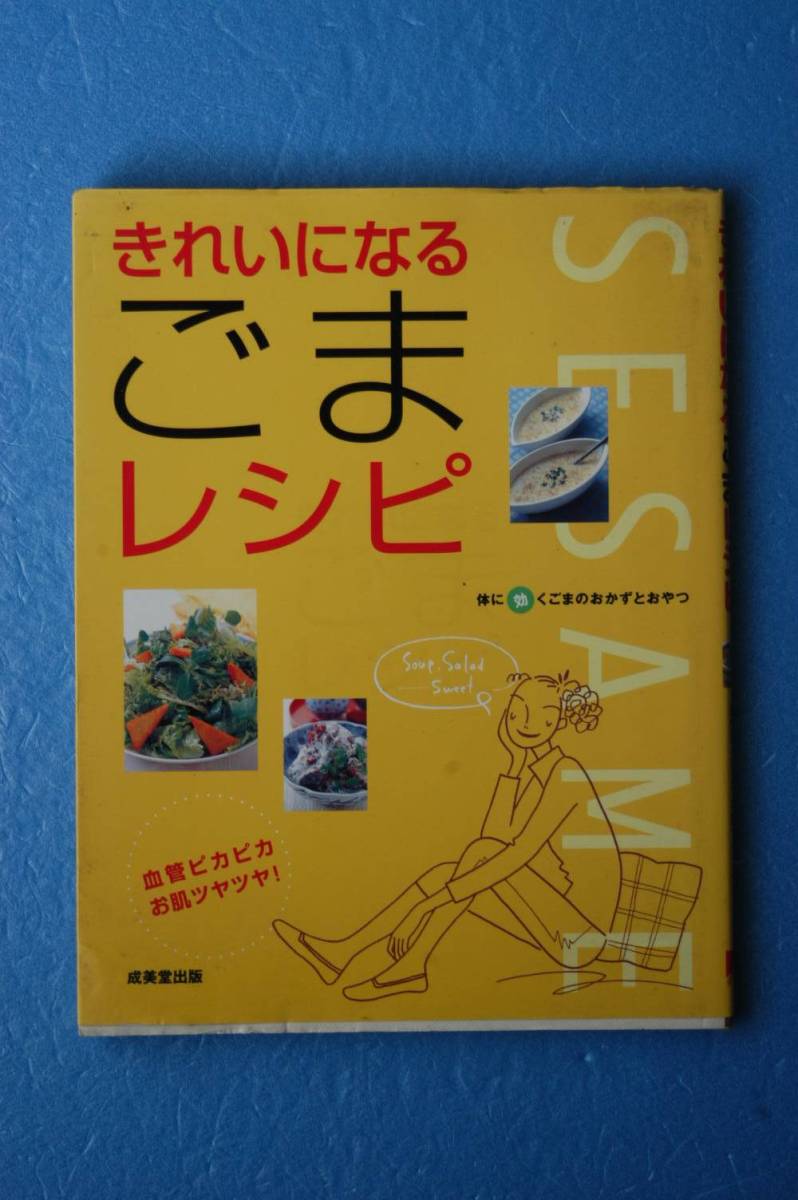 きれいになる
ごま
レシピ
SESAME
体に効くごまのおかずとおやつ
Soup, Salad
Sweet
血管ピカピカ
お肌ツヤツヤ!
成美堂出版